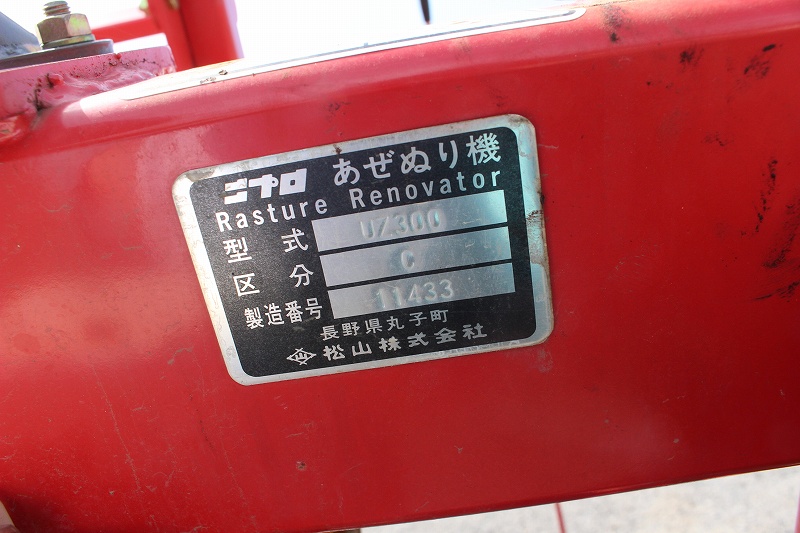 ニプロ あぜぬり機
Rasture Renovator
型式 UZ300
区分 C
製造番号 11433
長野県丸子町
松山株式会社